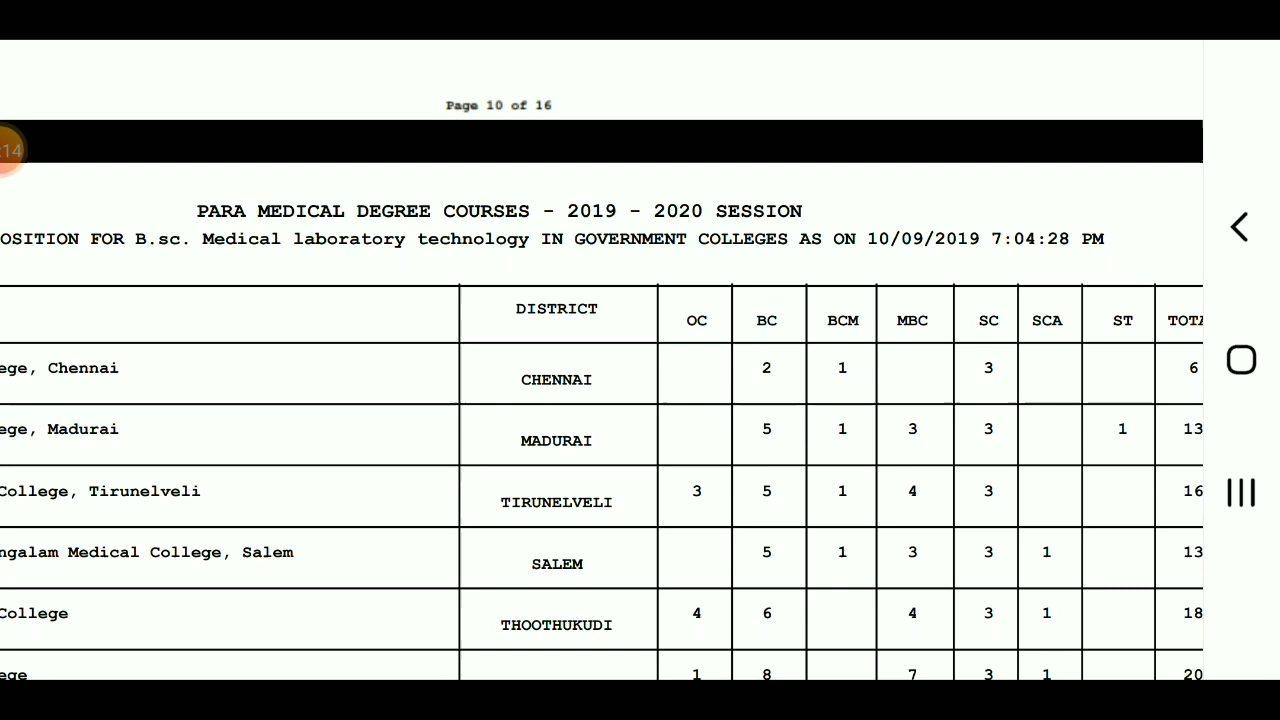 Page 10 of 16
:14
PARA MEDICAL DEGREE COURSES - 2019 - 2020 SESSION
OSITION FOR B.sc. Medical laboratory technology IN GOVERNMENT COLLEGES AS ON 10/09/2019 7:04:28 PM
DISTRICT OC BC BCM MBC SC SCA ST TOTA
ege, Chennai CHENNAI 2 1 3 6
ege, Madurai MADURAI 5 1 3 3 1 13
College, Tirunelveli TIRUNELVELI 3 5 1 4 3 16
ngalam Medical College, Salem SALEM 5 1 3 3 1 13
College THOOTHUKUDI 4 6 4 3 1 18
ege 1 8 7 3 1 20